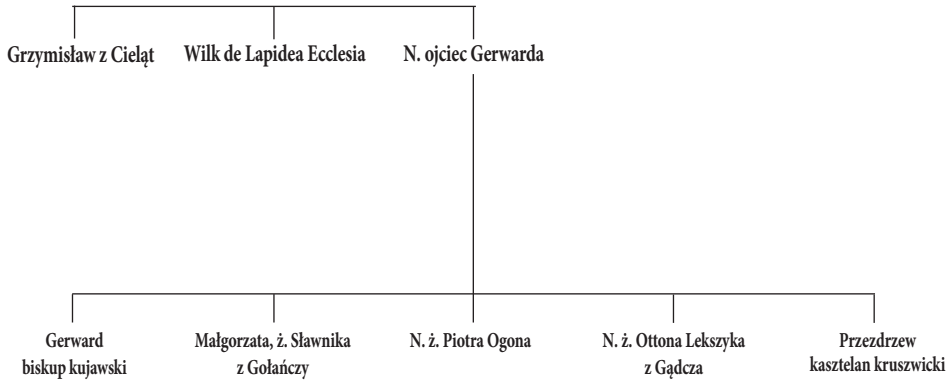 Grzymisław z Cieląt
Wilk de Lapidea Ecclesia
N. ojciec Gerwarda
Gerward
biskup kujawski
Małgorzata, ż. Sławnika
z Gołańczy
N. ż. Piotra Ogona
N. ż. Ottona Lekszyka
z Gądcza
Przezdrzew
kasztelan kruszwicki